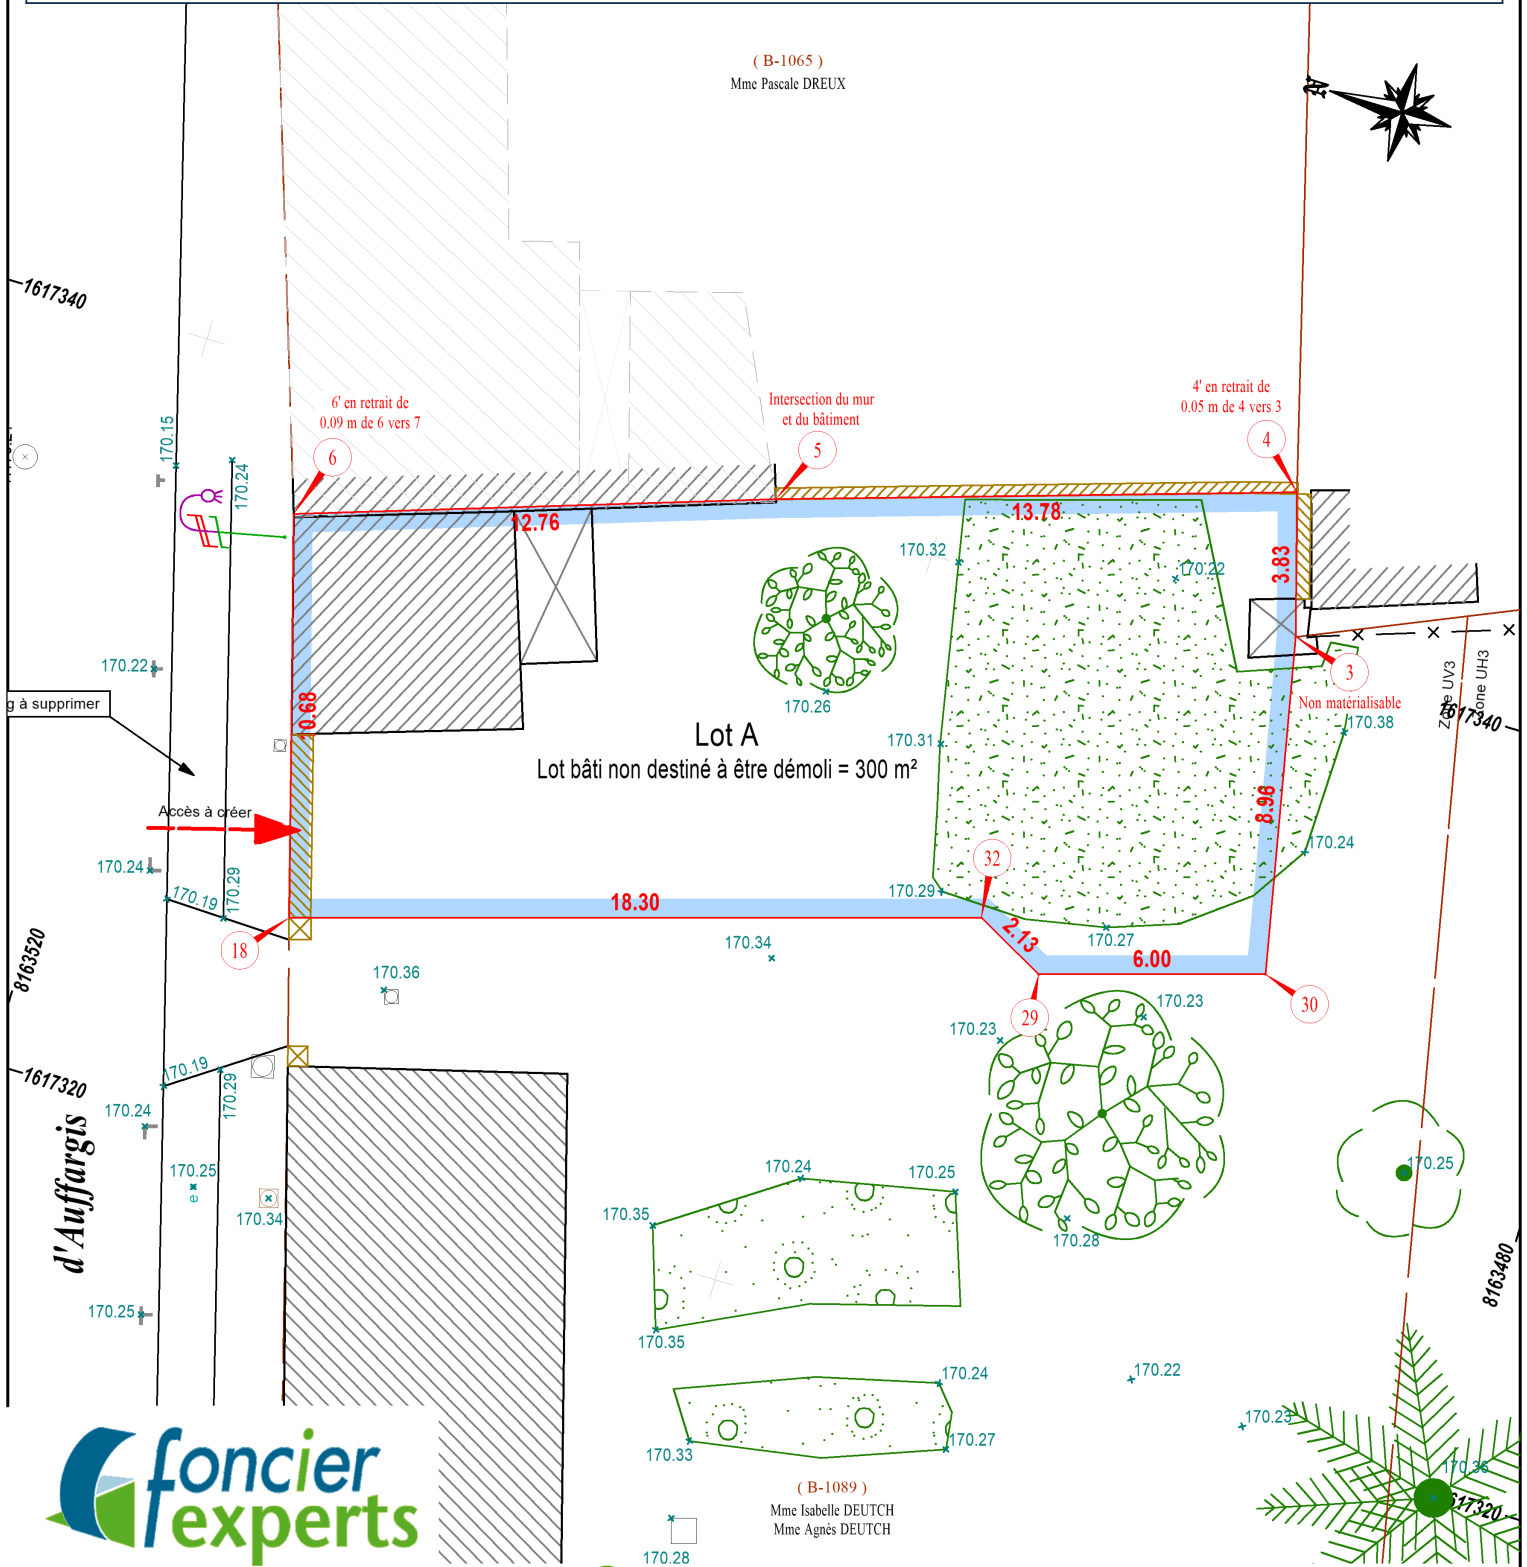 ( B-1065 )
Mme Pascale DREUX
N
1617340
6' en retrait de
0.09 m de 6 vers 7
Intersection du mur
et du bâtiment
4' en retrait de
0.05 m de 4 vers 3
6
5
4
170.15
170.24
12.76
13.78
3.83
170.32
170.22
170.22
3
Non matérialisable
Zone UV3
Zone UH3
1617340
170.38
170.26
g à supprimer
Lot A
Lot bâti non destiné à être démoli = 300 m²
170.31
8.96
Accès à créer
170.24
170.24
170.19
170.29
32
170.29
18.30
2.13
170.27
6.00
18
170.34
170.36
29
30
170.23
170.23
8163520
1617320
170.19
170.29
170.24
d'Auffargis
170.25
e
170.34
170.25
170.24
170.25
170.35
170.28
170.25
8163480
170.35
170.24
170.22
170.23
170.33
170.27
170.36
1617320
( B-1089 )
Mme Isabelle DEUTCH
Mme Agnès DEUTCH
170.28
foncier
experts